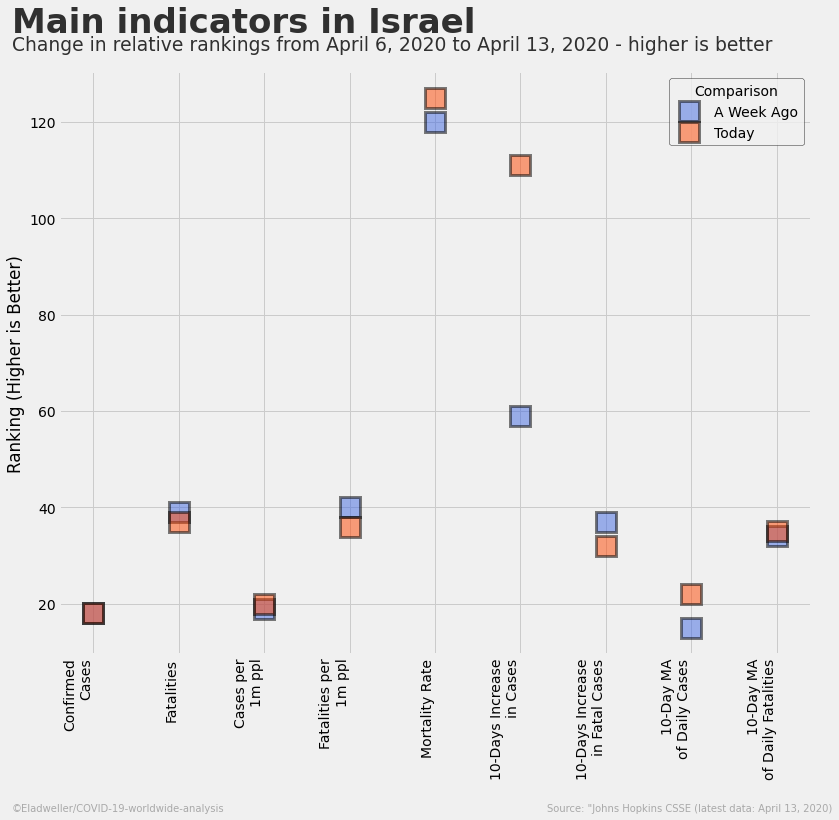 Main indicators in Israel
Change in relative rankings from April 6, 2020 to April 13, 2020 - higher is better
Comparison
A Week Ago
Today
Ranking (Higher is Better)
120
100
80
60
40
20
Confirmed
Cases
Fatalities
Cases per
1m ppl
Fatalities per
1m ppl
Mortality Rate
10-Days Increase
in Cases
10-Days Increase
in Fatal Cases
10-Day MA
of Daily Cases
10-Day MA
of Daily Fatalities
©Eladweller/COVID-19-worldwide-analysis
Source: "Johns Hopkins CSSE (latest data: April 13, 2020)